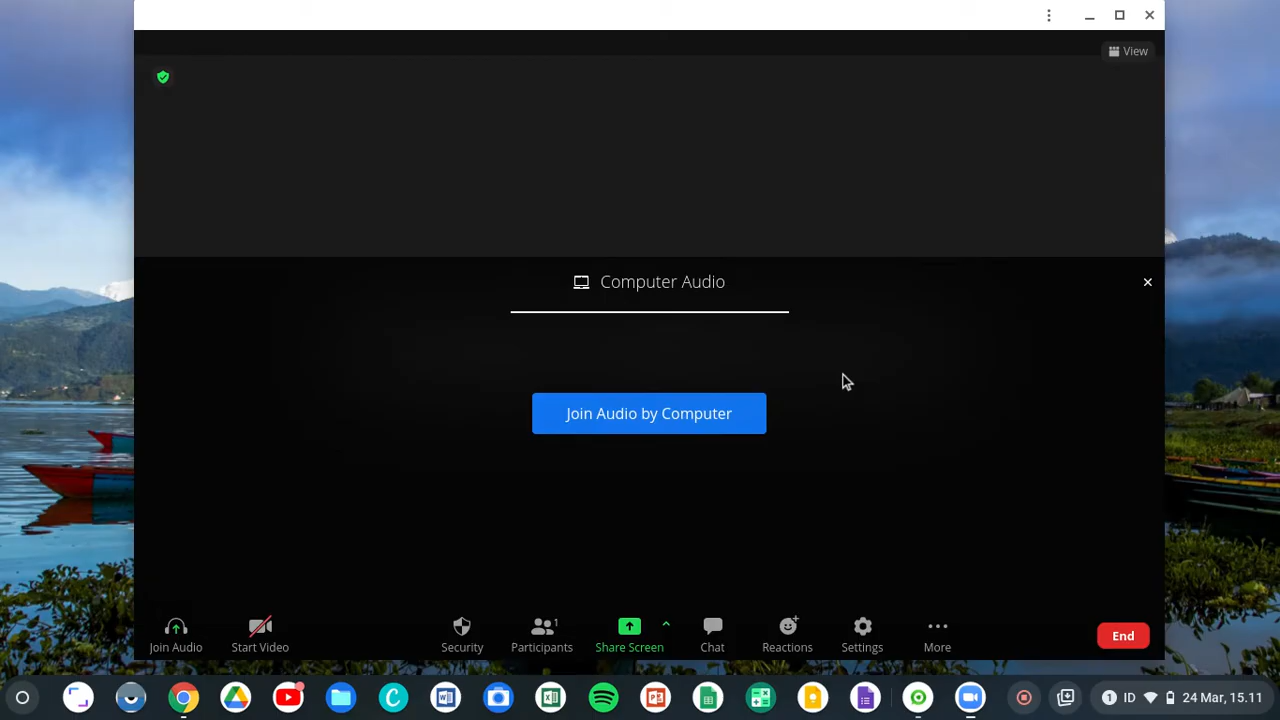 View
Computer Audio
Join Audio by Computer
Join Audio
Start Video
Security
1
Participants
Share Screen
Chat
Reactions
Settings
More
End
1 ID 24 Mar, 15.11